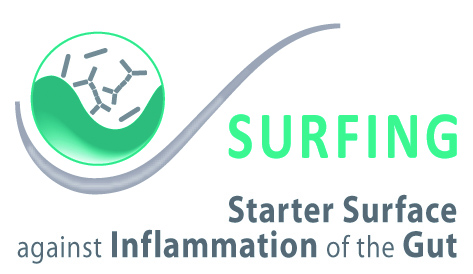 SURFING
Starter Surface
against Inflammation of the Gut